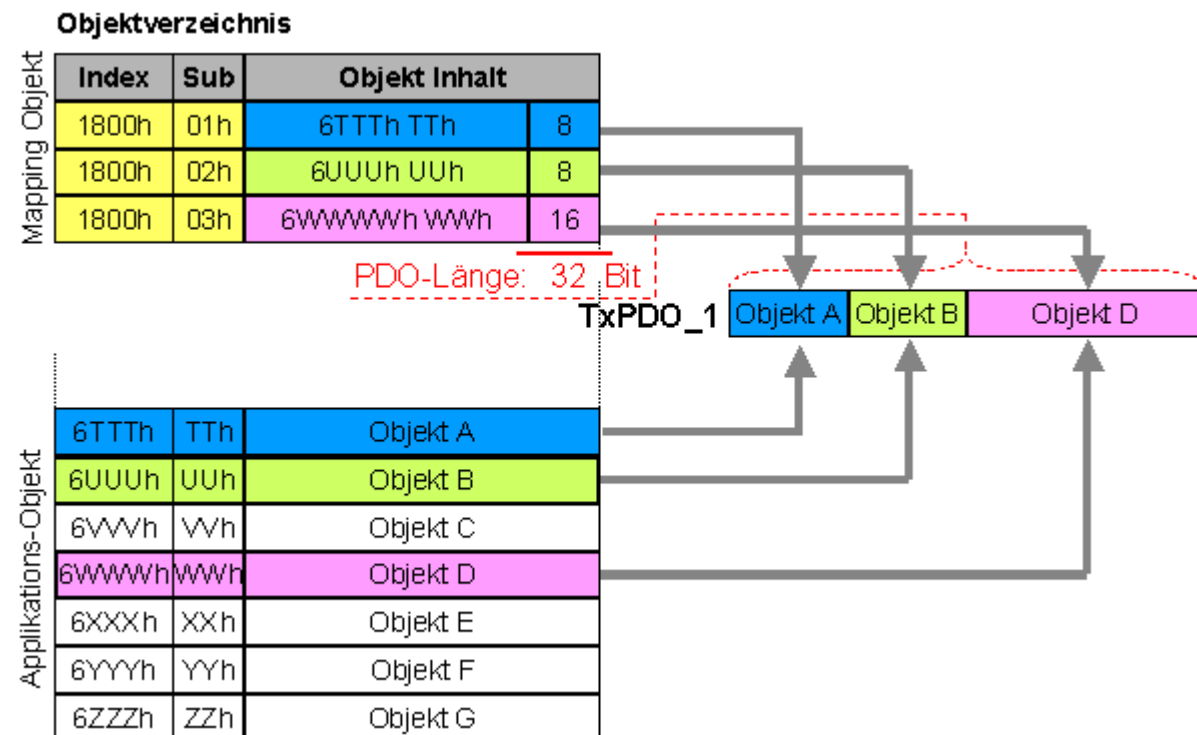 Objektverzeichnis
Mapping Objekt
Index Sub Objekt Inhalt
1800h 01h 6TTTh TTh 8
1800h 02h 6UUUh UUh 8
1800h 03h 6WWWWh WWh 16
PDO-Länge: 32 Bit
TxPDO_1 Objekt A Objekt B Objekt D
Applikations-Objekt
6TTTh TTh Objekt A
6UUUh UUh Objekt B
6VVVh VVh Objekt C
6WWWh WWh Objekt D
6XXXh XXh Objekt E
6YYYh YYh Objekt F
6ZZZh ZZh Objekt G